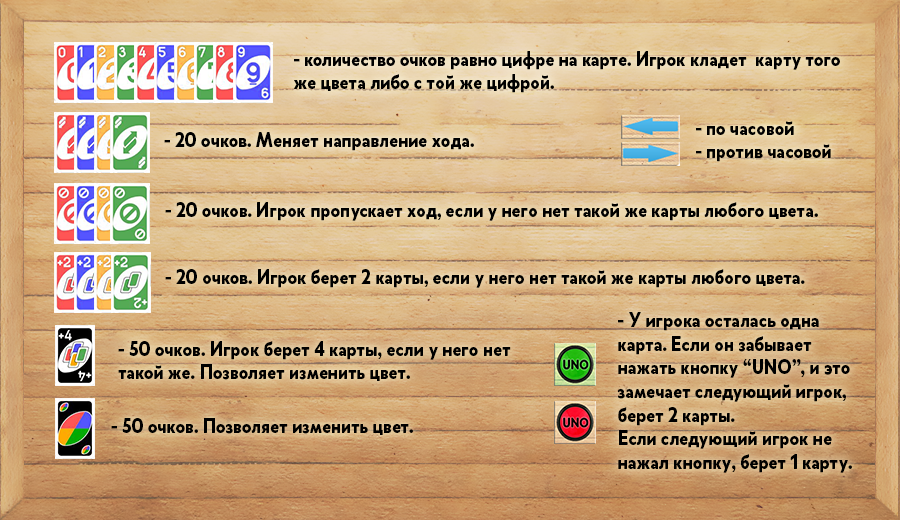 0 1 2 3 4 5 6 7 8 9
9
- количество очков равно цифре на карте. Игрок кладет карту того
же цвета либо с той же цифрой.
- 20 очков. Меняет направление хода.
- по часовой
- против часовой
- 20 очков. Игрок пропускает ход, если у него нет такой же карты любого цвета.
+2 +2 +2 +2
+2
- 20 очков. Игрок берет 2 карты, если у него нет такой же карты любого цвета.
+4
+4
- 50 очков. Игрок берет 4 карты, если у него нет
такой же. Позволяет изменить цвет.
- 50 очков. Позволяет изменить цвет.
UNO
UNO
- У игрока осталась одна
карта. Если он забывает
нажать кнопку “UNO”, и это
замечает следующий игрок,
берет 2 карты.
Если следующий игрок не
нажал кнопку, берет 1 карту.